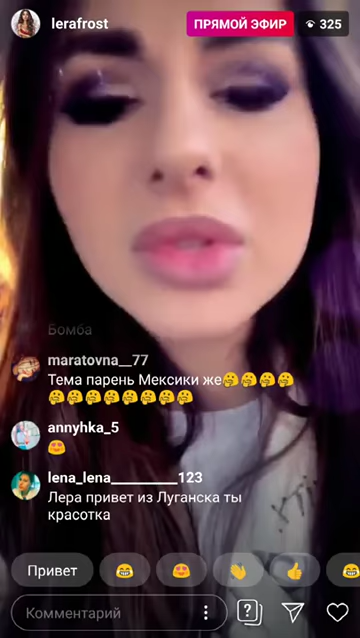 lerafrost
ПРЯМОЙ ЭФИР
325
Бомба
maratovna__77
Тема парень Мексики же🤔🤔🤔🤔
🤔🤔🤔🤔🤔🤔🤔🤔
annyhka_5
😍
lena_lena__________123
Лера привет из Луганска ты
красотка
Привет 😂 😍 👏 👍 😂
Комментарий